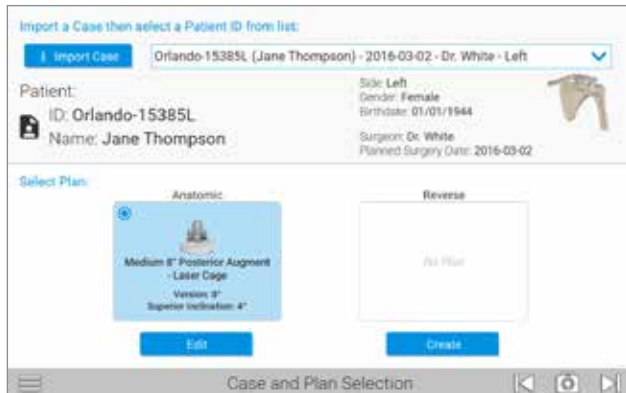 Import a Case then select a Patient ID from list:
Import Case
Orlando-15385L (Jane Thompson) - 2016-03-02 - Dr. White - Left
Patient:
ID: Orlando-15385L
Name: Jane Thompson
Side: Left
Gender: Female
Birthdate: 01/01/1944
Surgeon: Dr. White
Planned Surgery Date: 2016-03-02
Select Plan:
Anatomic
Medium 8° Posterior Augment
- Laser Cage
Version: 8°
Superior Inclination: 4°
Edit
Reverse
No Plan
Create
Case and Plan Selection